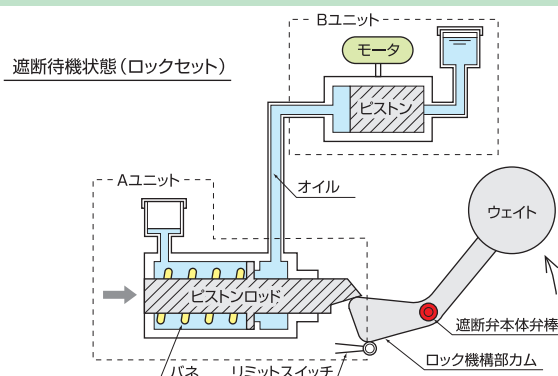 Bユニット
モータ
遮断待機状態（ロックセット）
ピストン
Aユニット
オイル
ウェイト
ピストンロッド
遮断弁本体弁棒
ロック機構部カム
バネ
リミットスイッチ